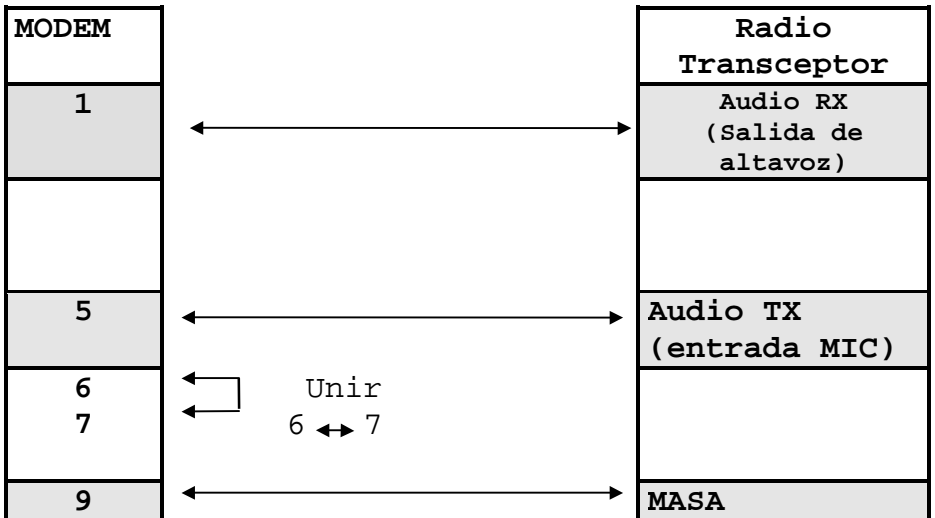 MODEM
Radio
Transceptor
1
Audio RX
(Salida de
altavoz)
5
Audio TX
(entrada MIC)
6
Unir
7
6 7
9
MASA